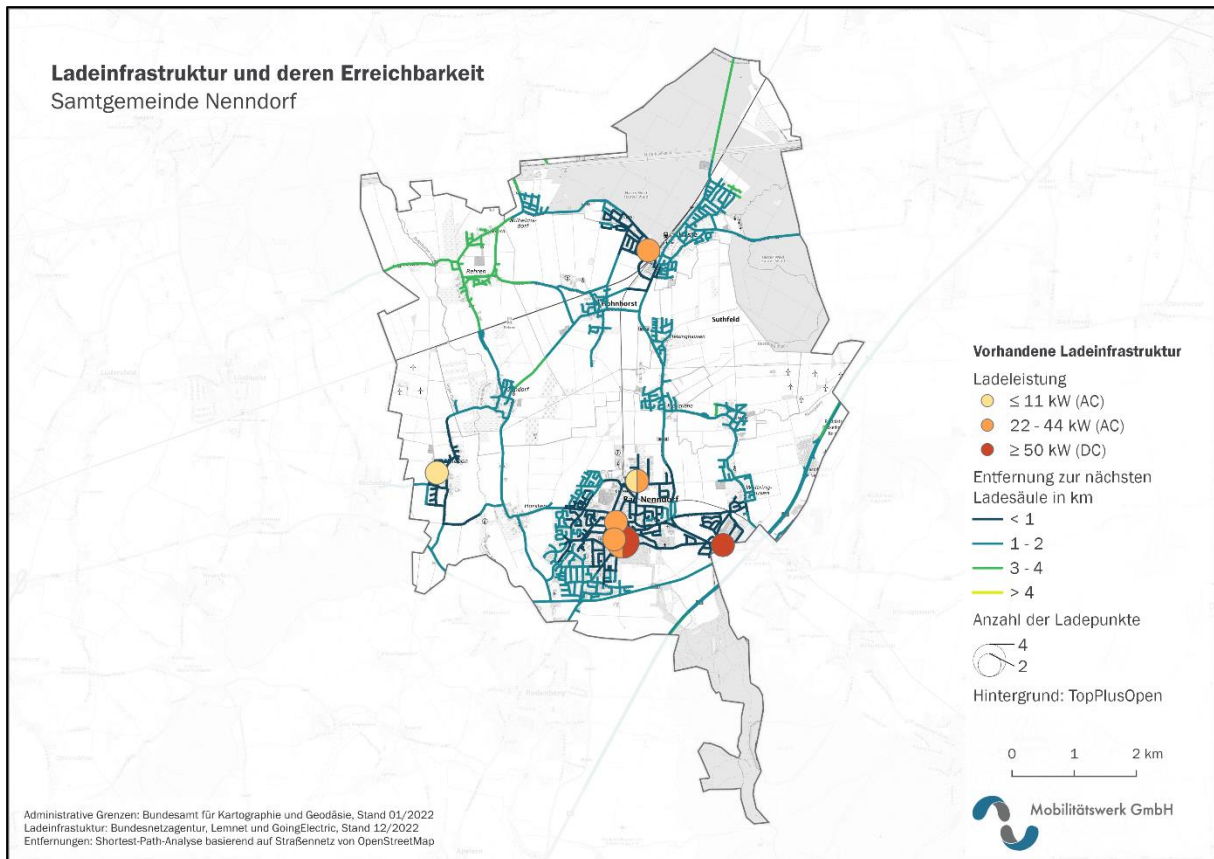 Ladeinfrastruktur und deren Erreichbarkeit
Samtgemeinde Nenndorf
Rehren
Hohnhorst
Suthfeld
Horsten
Bad Nenndorf
Vorhandene Ladeinfrastruktur
Ladeleistung
≤ 11 kW (AC)
22 - 44 kW (AC)
≥ 50 kW (DC)
Entfernung zur nächsten
Ladesäule in km
< 1
1 - 2
3 - 4
> 4
Anzahl der Ladepunkte
4
2
Hintergrund: TopPlusOpen
0 1 2 km
Mobilitätswerk GmbH
Administrative Grenzen: Bundesamt für Kartographie und Geodäsie, Stand 01/2022
Ladeinfrastuktur: Bundesnetzagentur, Lemnet und GoingElectric, Stand 12/2022
Entfernungen: Shortest-Path-Analyse basierend auf Straßennetz von OpenStreetMap